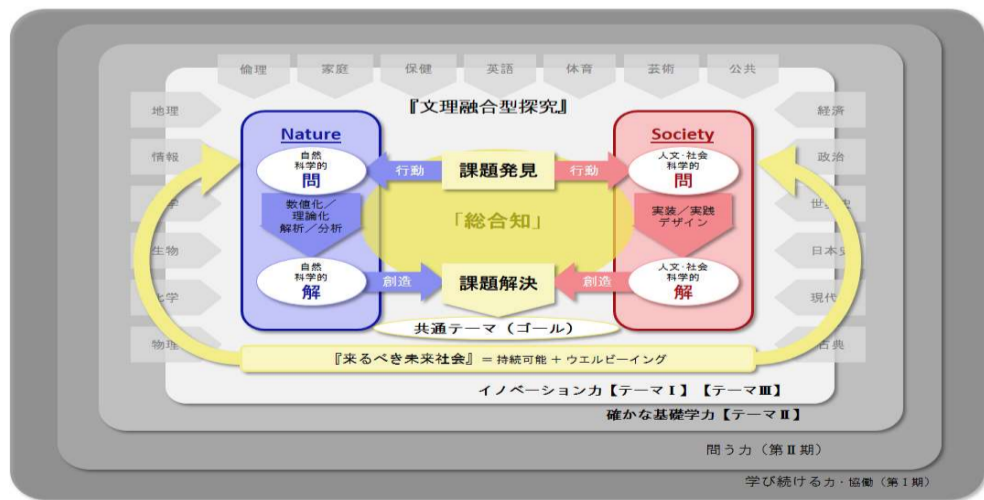 倫理 家庭 保健 英語 体育 芸術 公共
『文理融合型探究』
地理
情報
生物
化学
物理
経済
政治
世界史
日本史
現代
古典
Nature
自然
科学的
問
数値化／
理論化
解析／分析
自然
科学的
解
行動
課題発見
行動
「総合知」
創造
課題解決
創造
Society
人文・社会
科学的
問
実装／実践
デザイン
人文・社会
科学的
解
共通テーマ（ゴール）
『来るべき未来社会』＝持続可能＋ウエルビーイング
イノベーション力【テーマⅠ】【テーマⅢ】
確かな基礎学力【テーマⅡ】
問う力（第Ⅱ期）
学び続ける力・協働（第Ⅰ期）